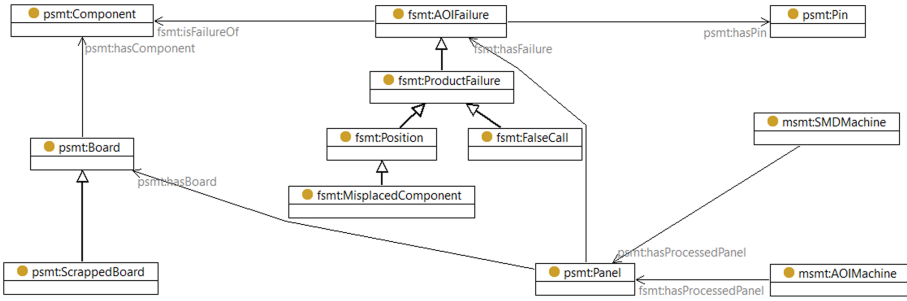 psmt:Component
fsmt:AOIFailure
psmt:Pin
fsmt:isFailureOf
psmt:hasComponent
fsmt:hasFailure
psmt:hasPin
fsmt:ProductFailure
msmt:SMDMachine
fsmt:Position
fsmt:FalseCall
psmt:Board
psmt:hasBoard
fsmt:MisplacedComponent
psmt:hasProcessedPanel
psmt:ScrappedBoard
psmt:Panel
msmt:AOIMachine
fsmt:hasProcessedPanel